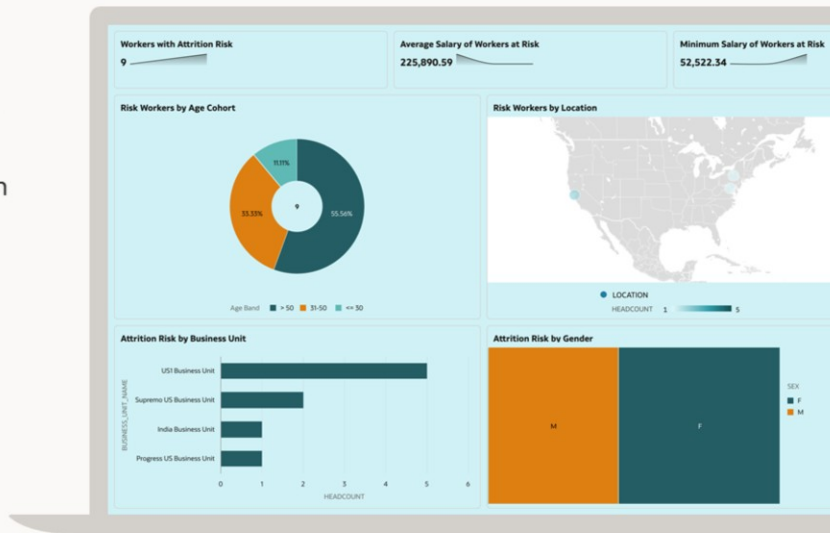 n
Workers with Attrition Risk
9
Average Salary of Workers at Risk
225,890.59
Minimum Salary of Workers at Risk
52,522.34
Risk Workers by Age Cohort
11.11%
33.33%
9
55.56%
Age Band > 50 31-50 <= 30
Risk Workers by Location
LOCATION
HEADCOUNT 1 5
Attrition Risk by Business Unit
BUSINESS_UNIT_NAME
US1 Business Unit
Supremo US Business Unit
India Business Unit
Progress US Business Unit
0 1 2 3 4 5 6
HEADCOUNT
Attrition Risk by Gender
M
F
SEX
F
M